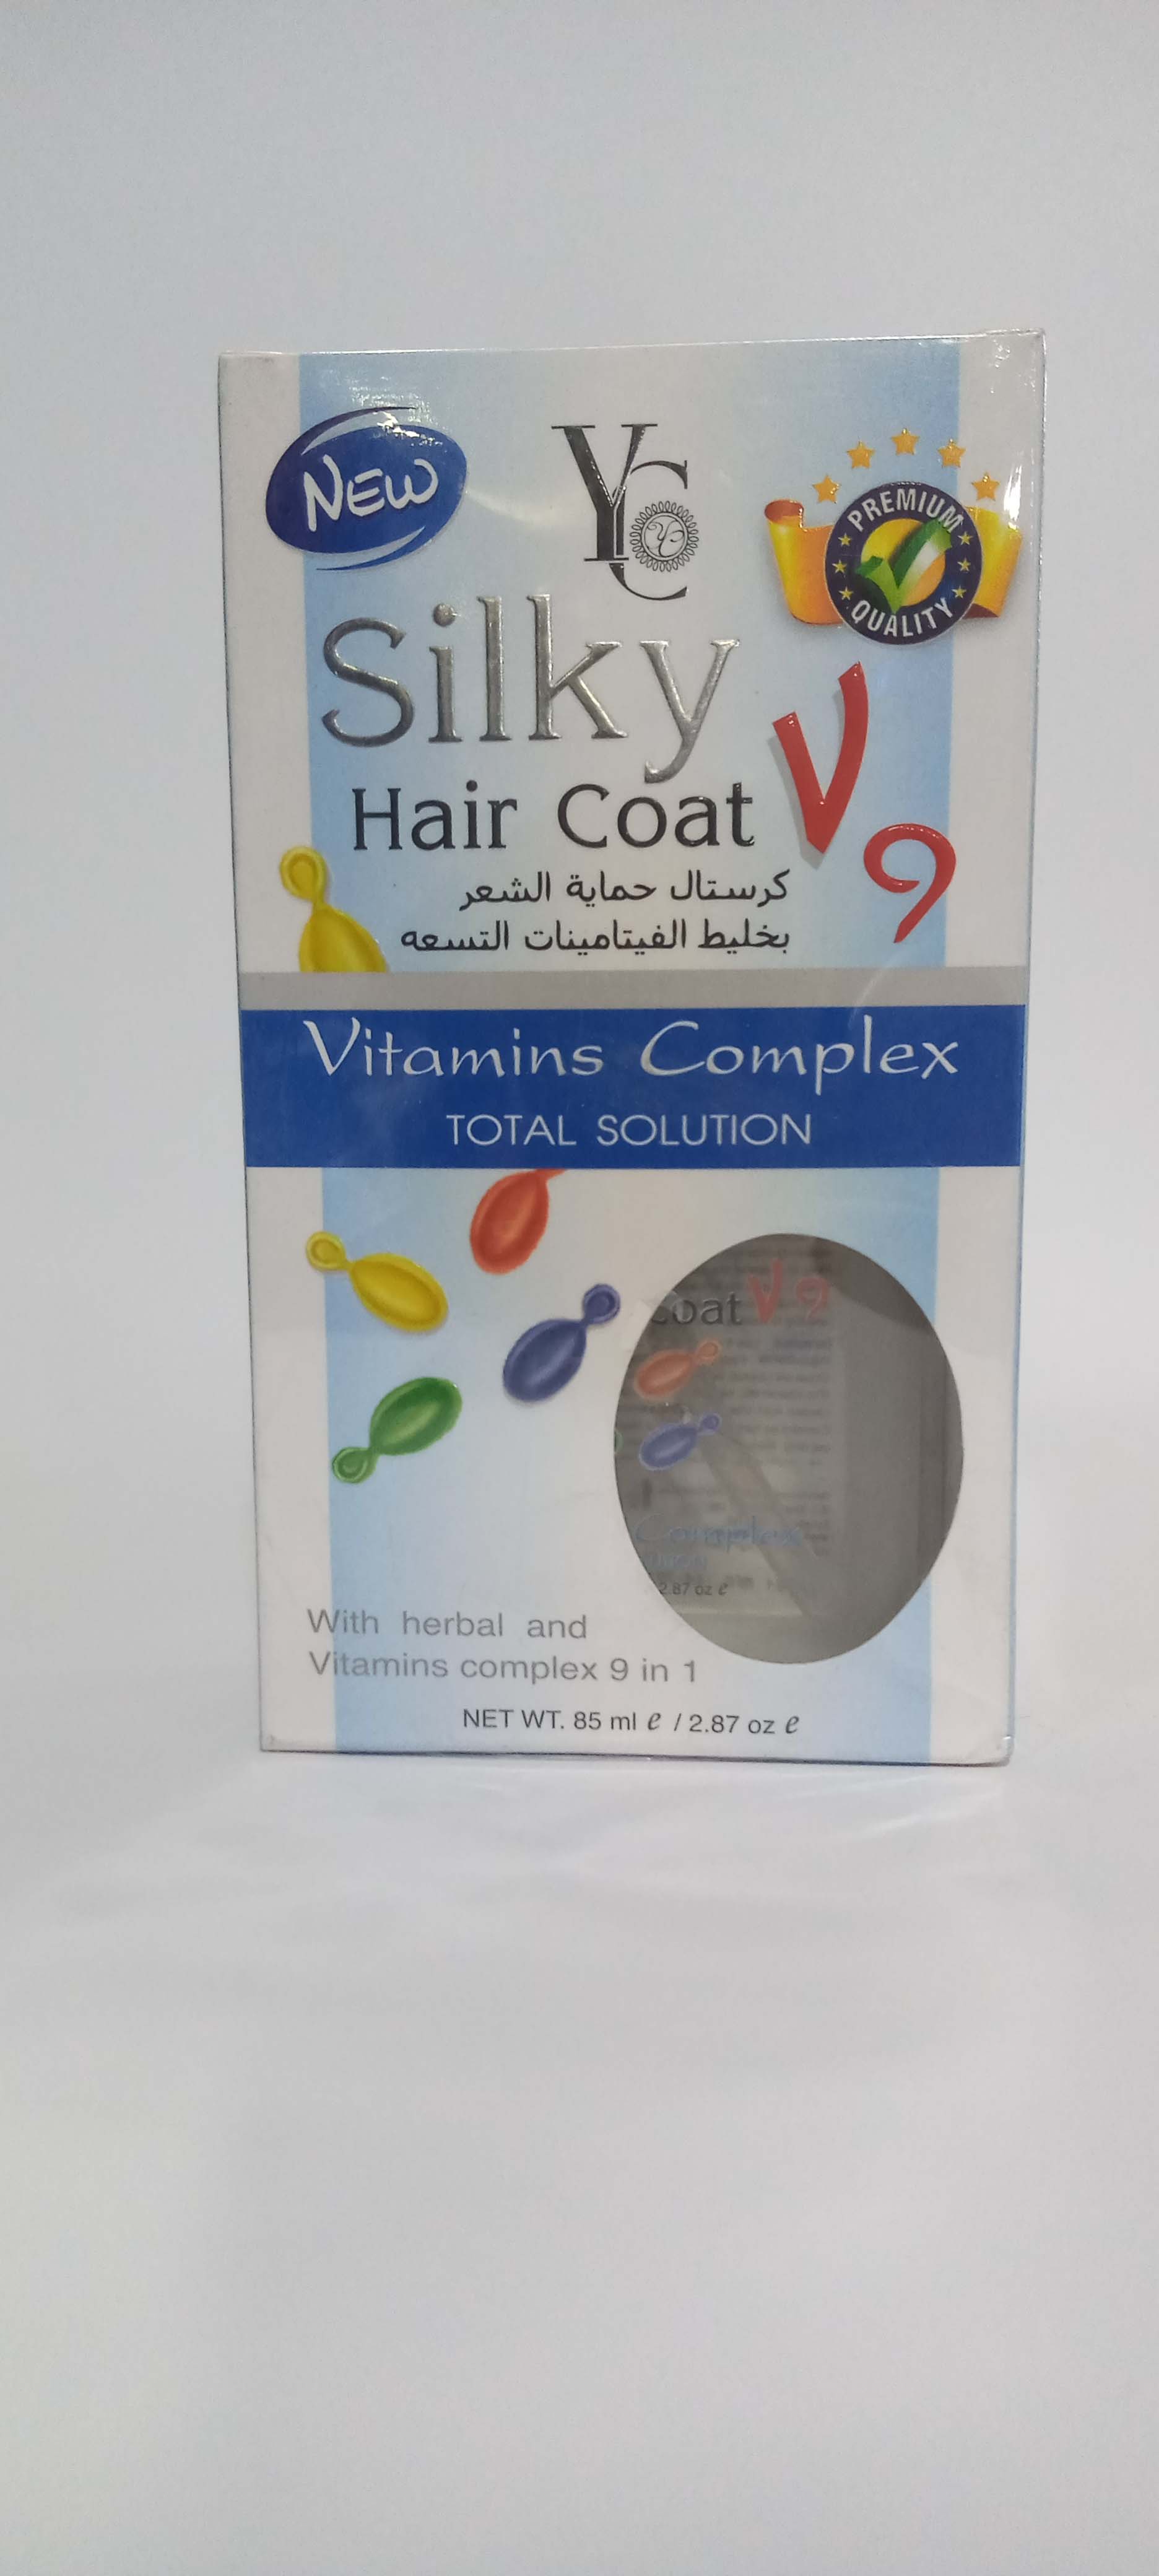 NEW
YC
PREMIUM
QUALITY
Silky
Hair Coat V9
كرستال حماية الشعر
بخليط الفيتامينات التسعه
Vitamins Complex
TOTAL SOLUTION
Coat V9
Complex
2.87 oz e
With herbal and
Vitamins complex 9 in 1
NET WT. 85 ml e / 2.87 oz e